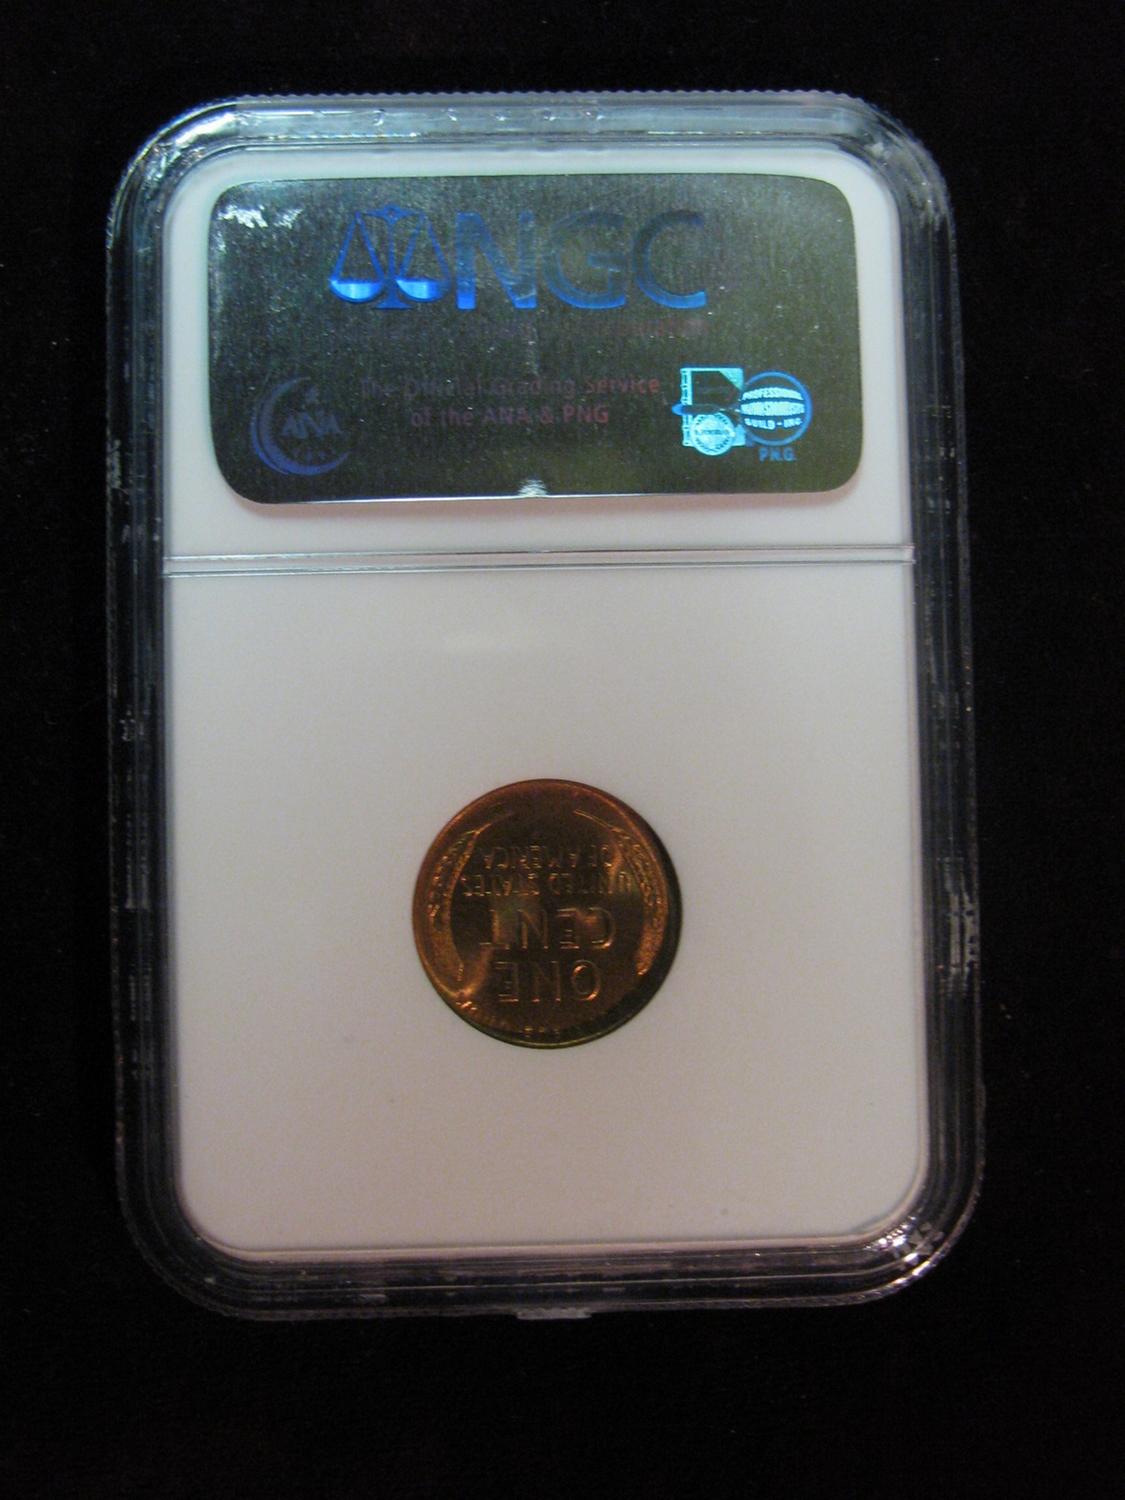 NGC
The Official Grading Service
of the ANA & PNG
ANA
PROFESSIONAL
NUMISMATISTS
GUILD - INC.
P.N.G.
ONE
CENT
UNITED STATES
OF AMERICA